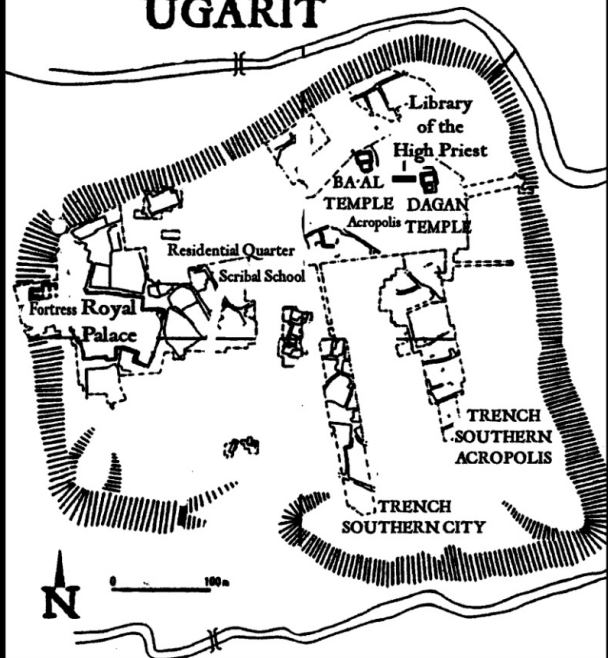 UGARIT
Library
of the
High Priest
BA·AL
TEMPLE
DAGAN
TEMPLE
Acropolis
Residential Quarter
Scribal School
Fortress
Royal
Palace
TRENCH
SOUTHERN
ACROPOLIS
TRENCH
SOUTHERN CITY
N
0 100 m